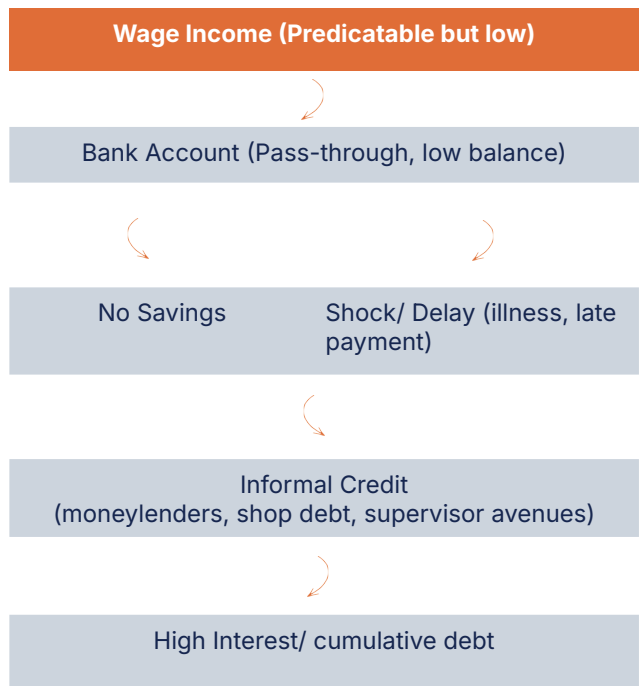 Wage Income (Predicatable but low)
Bank Account (Pass-through, low balance)
No Savings
Shock/ Delay (illness, late
payment)
Informal Credit
(moneylenders, shop debt, supervisor avenues)
High Interest/ cumulative debt